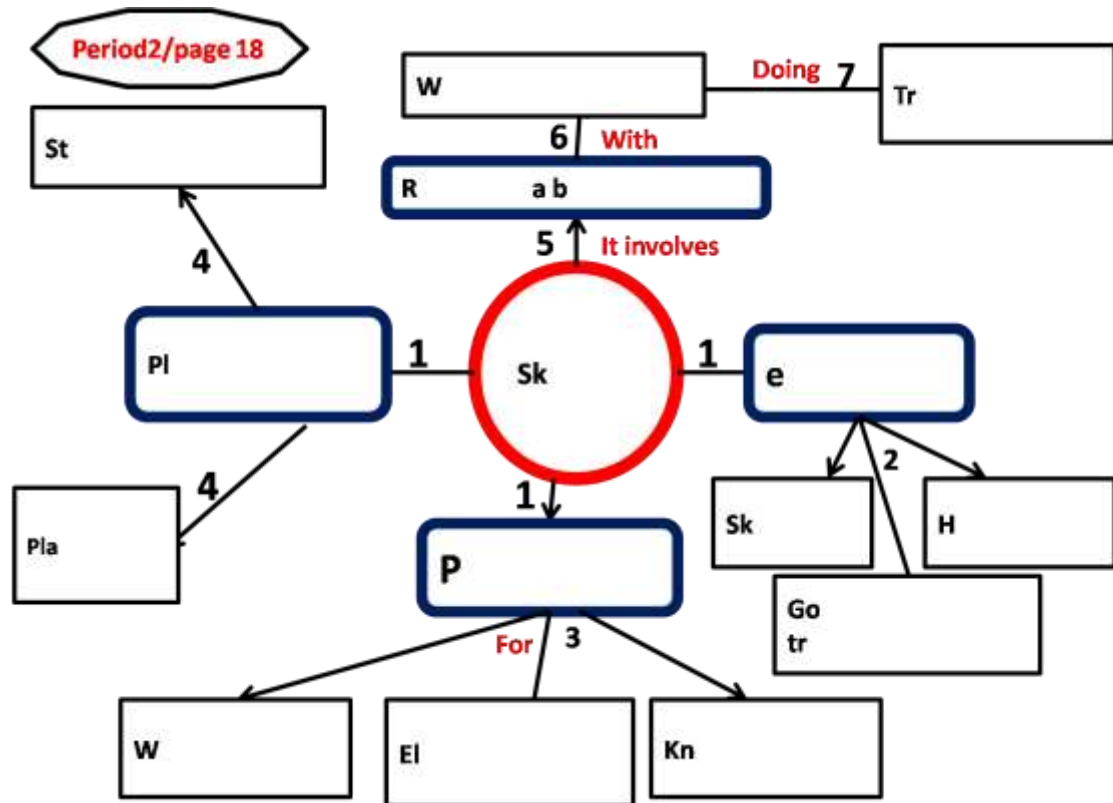 Period2/page 18
W
Doing
7
Tr
St
6
With
R a b
4
5
It involves
Pl
1
Sk
1
e
4
Pla
1
2
Sk
H
P
Go
tr
For
3
W
El
Kn